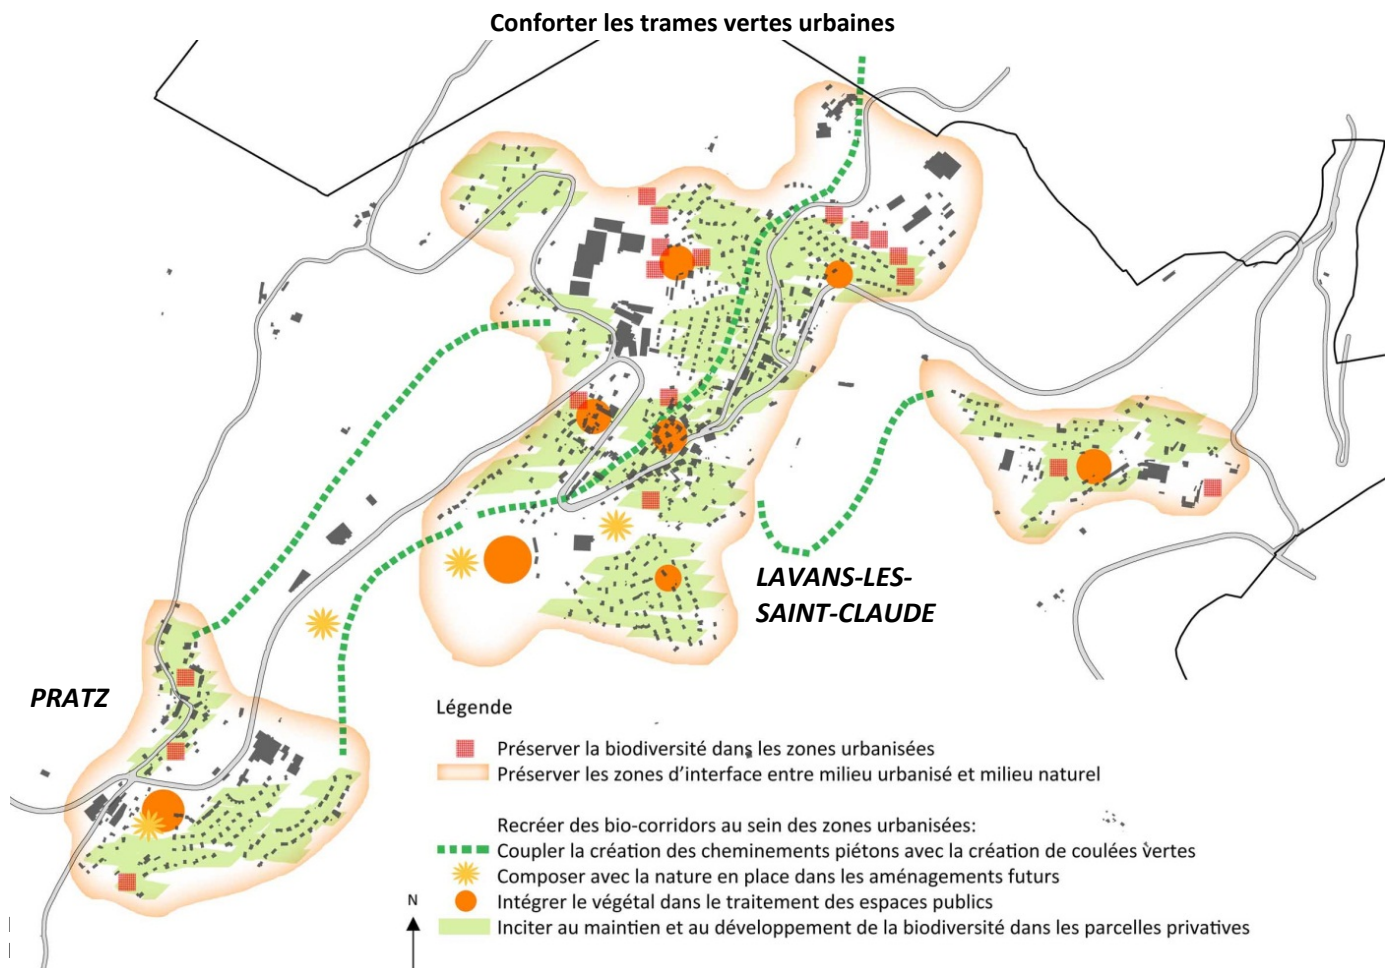 Conforter les trames vertes urbaines
LAVANS-LES-
SAINT-CLAUDE
PRATZ
Légende
Préserver la biodiversité dans les zones urbanisées
Préserver les zones d’interface entre milieu urbanisé et milieu naturel
Recréer des bio-corridors au sein des zones urbanisées:
Coupler la création des cheminements piétons avec la création de coulées vertes
Composer avec la nature en place dans les aménagements futurs
N
Intégrer le végétal dans le traitement des espaces publics
Inciter au maintien et au développement de la biodiversité dans les parcelles privatives